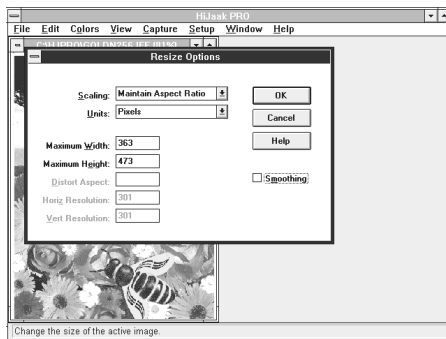 HiJaak PRO
File Edit Colors View Capture Setup Window Help
Resize Options
Scaling: Maintain Aspect Ratio
Units: Pixels
Maximum Width: 363
Maximum Height: 473
Distort Aspect:
Horiz Resolution: 301
Vert Resolution: 301
OK
Cancel
Help
Smoothing
Change the size of the active image.